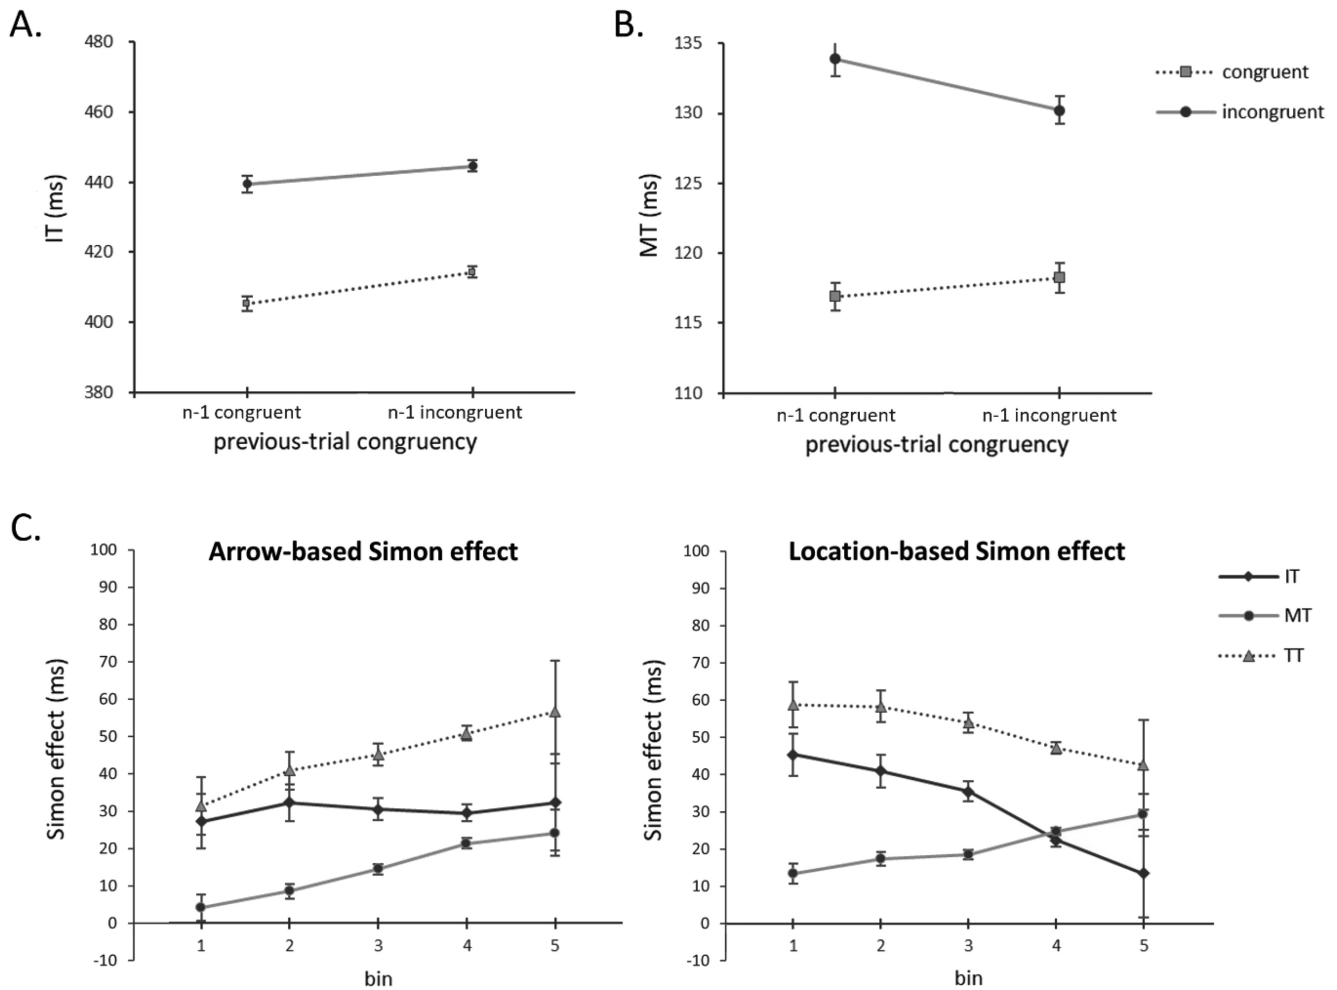 A.
480
460
440
420
400
380
IT (ms)
n-1 congruent
n-1 incongruent
previous-trial congruency
B.
135
130
125
120
115
110
MT (ms)
n-1 congruent
n-1 incongruent
previous-trial congruency
congruent
incongruent
C.
Arrow-based Simon effect
100
90
80
70
60
50
40
30
20
10
0
-10
Simon effect (ms)
1 2 3 4 5
bin
Location-based Simon effect
100
90
80
70
60
50
40
30
20
10
0
-10
Simon effect (ms)
1 2 3 4 5
bin
IT
MT
TT